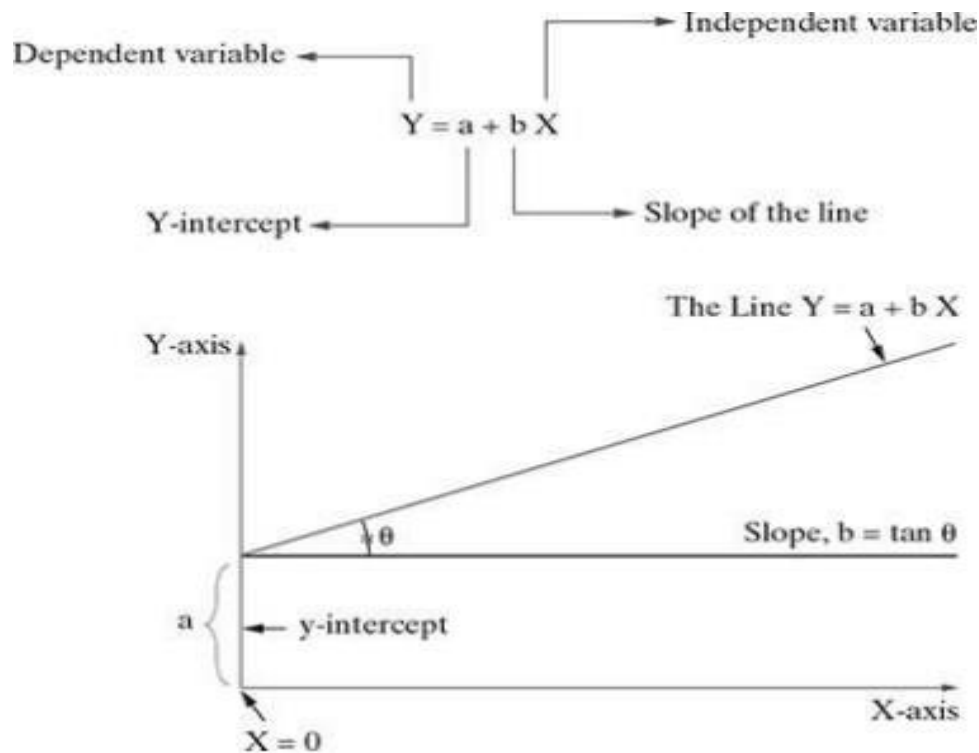 Independent variable
Dependent variable
Y = a + b X
Y-intercept
Slope of the line
The Line Y = a + b X
Y-axis
θ
Slope, b = tan θ
a
y-intercept
X-axis
X = 0